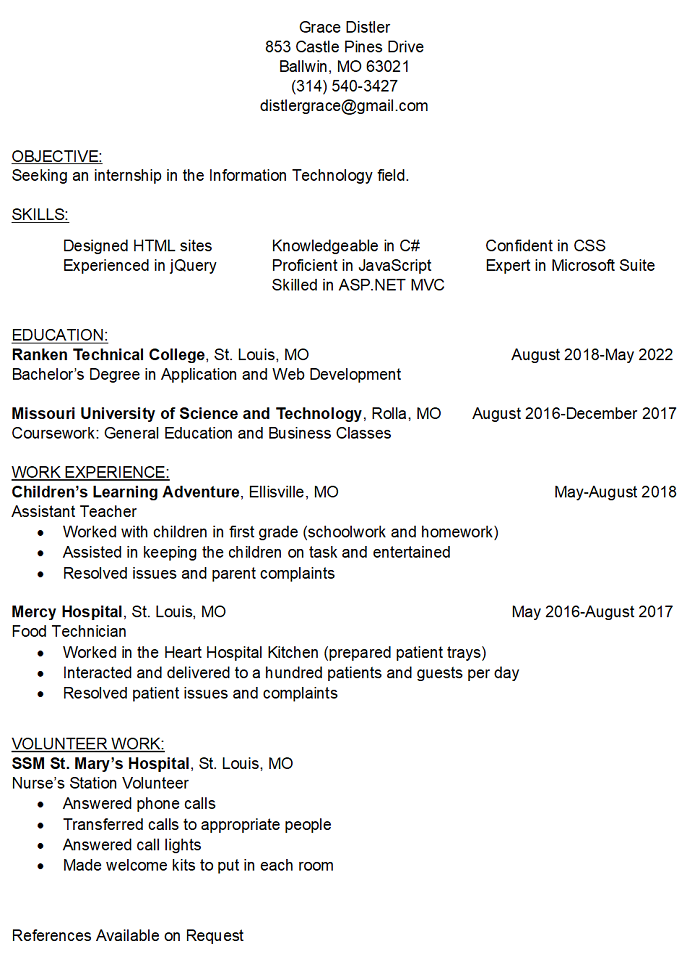 Grace Distler
853 Castle Pines Drive
Ballwin, MO 63021
(314) 540-3427
distlergrace@gmail.com
OBJECTIVE:
Seeking an internship in the Information Technology field.
SKILLS:
Designed HTML sites Knowledgeable in C# Confident in CSS
Experienced in jQuery Proficient in JavaScript Expert in Microsoft Suite
Skilled in ASP.NET MVC
EDUCATION:
Ranken Technical College, St. Louis, MO August 2018-May 2022
Bachelor’s Degree in Application and Web Development
Missouri University of Science and Technology, Rolla, MO August 2016-December 2017
Coursework: General Education and Business Classes
WORK EXPERIENCE:
Children’s Learning Adventure, Ellisville, MO May-August 2018
Assistant Teacher
• Worked with children in first grade (schoolwork and homework)
• Assisted in keeping the children on task and entertained
• Resolved issues and parent complaints
Mercy Hospital, St. Louis, MO May 2016-August 2017
Food Technician
• Worked in the Heart Hospital Kitchen (prepared patient trays)
• Interacted and delivered to a hundred patients and guests per day
• Resolved patient issues and complaints
VOLUNTEER WORK:
SSM St. Mary’s Hospital, St. Louis, MO
Nurse’s Station Volunteer
• Answered phone calls
• Transferred calls to appropriate people
• Answered call lights
• Made welcome kits to put in each room
References Available on Request